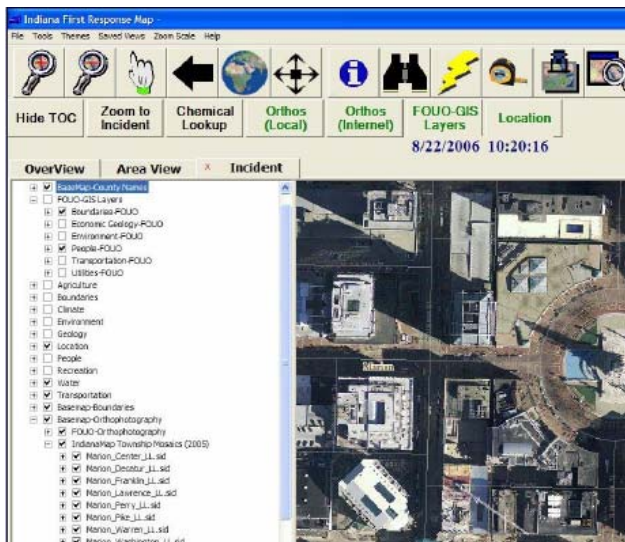 Indiana First Response Map -
File Tools Themes Saved Views Zoom Scale Help
Hide TOC
Zoom to Incident
Chemical Lookup
Orthos (Local)
Orthos (Internet)
FOUO-GIS Layers
Location
8/22/2006 10:20:16
OverView Area View x Incident
BaseMap-County Names
FOUO-GIS Layers
Boundaries-FOUO
Economic Geology-FOUO
Environment-FOUO
People-FOUO
Transportation-FOUO
Utilities-FOUO
Agriculture
Boundaries
Climate
Environment
Geology
Location
People
Recreation
Water
Transportation
Basemap-Boundaries
Basemap-Orthophotography
FOUO-Orthophotography
IndianaMap Township Mosaics (2005)
Marion_Center_LL.sid
Marion_Decatur_LL.sid
Marion_Franklin_LL.sid
Marion_Lawrence_LL.sid
Marion_Perry_LL.sid
Marion_Pike_LL.sid
Marion_Warren_LL.sid
Marion_Washington_LL.sid
Marion